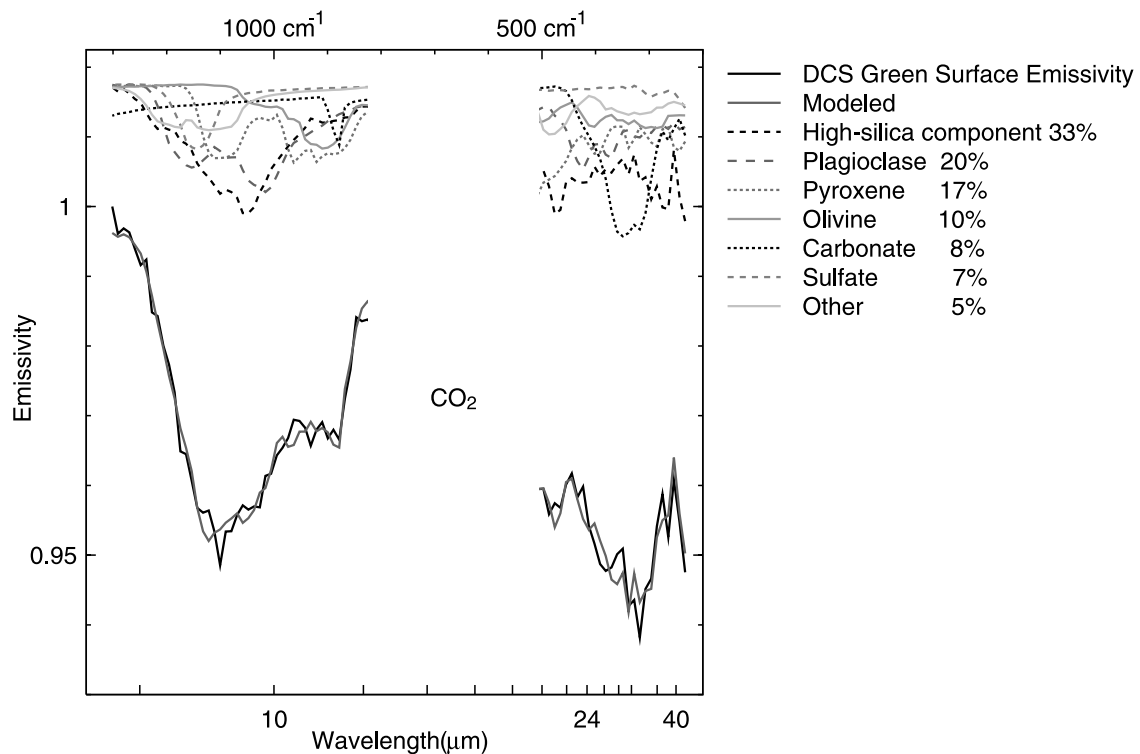 1000 cm⁻¹ 500 cm⁻¹
DCS Green Surface Emissivity
Modeled
High-silica component 33%
Plagioclase 20%
Pyroxene 17%
Olivine 10%
Carbonate 8%
Sulfate 7%
Other 5%
1
Emissivity
CO₂
0.95
10 24 40
Wavelength(μm)